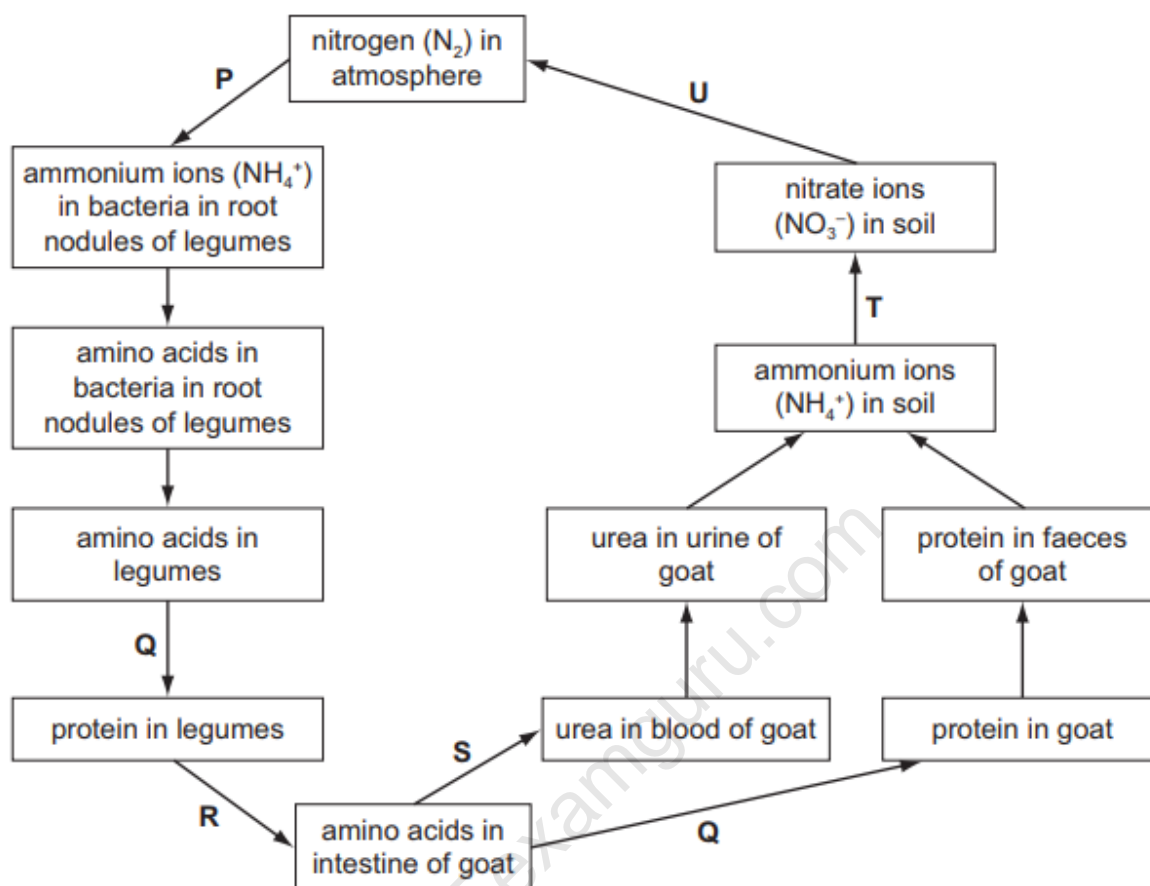 nitrogen (N₂) in
atmosphere
P
U
ammonium ions (NH₄⁺)
in bacteria in root
nodules of legumes
nitrate ions
(NO₃⁻) in soil
T
amino acids in
bacteria in root
nodules of legumes
ammonium ions
(NH₄⁺) in soil
amino acids in
legumes
urea in urine of
goat
protein in faeces
of goat
Q
protein in legumes
urea in blood of goat
protein in goat
S
R
Q
amino acids in
intestine of goat
examguru.com